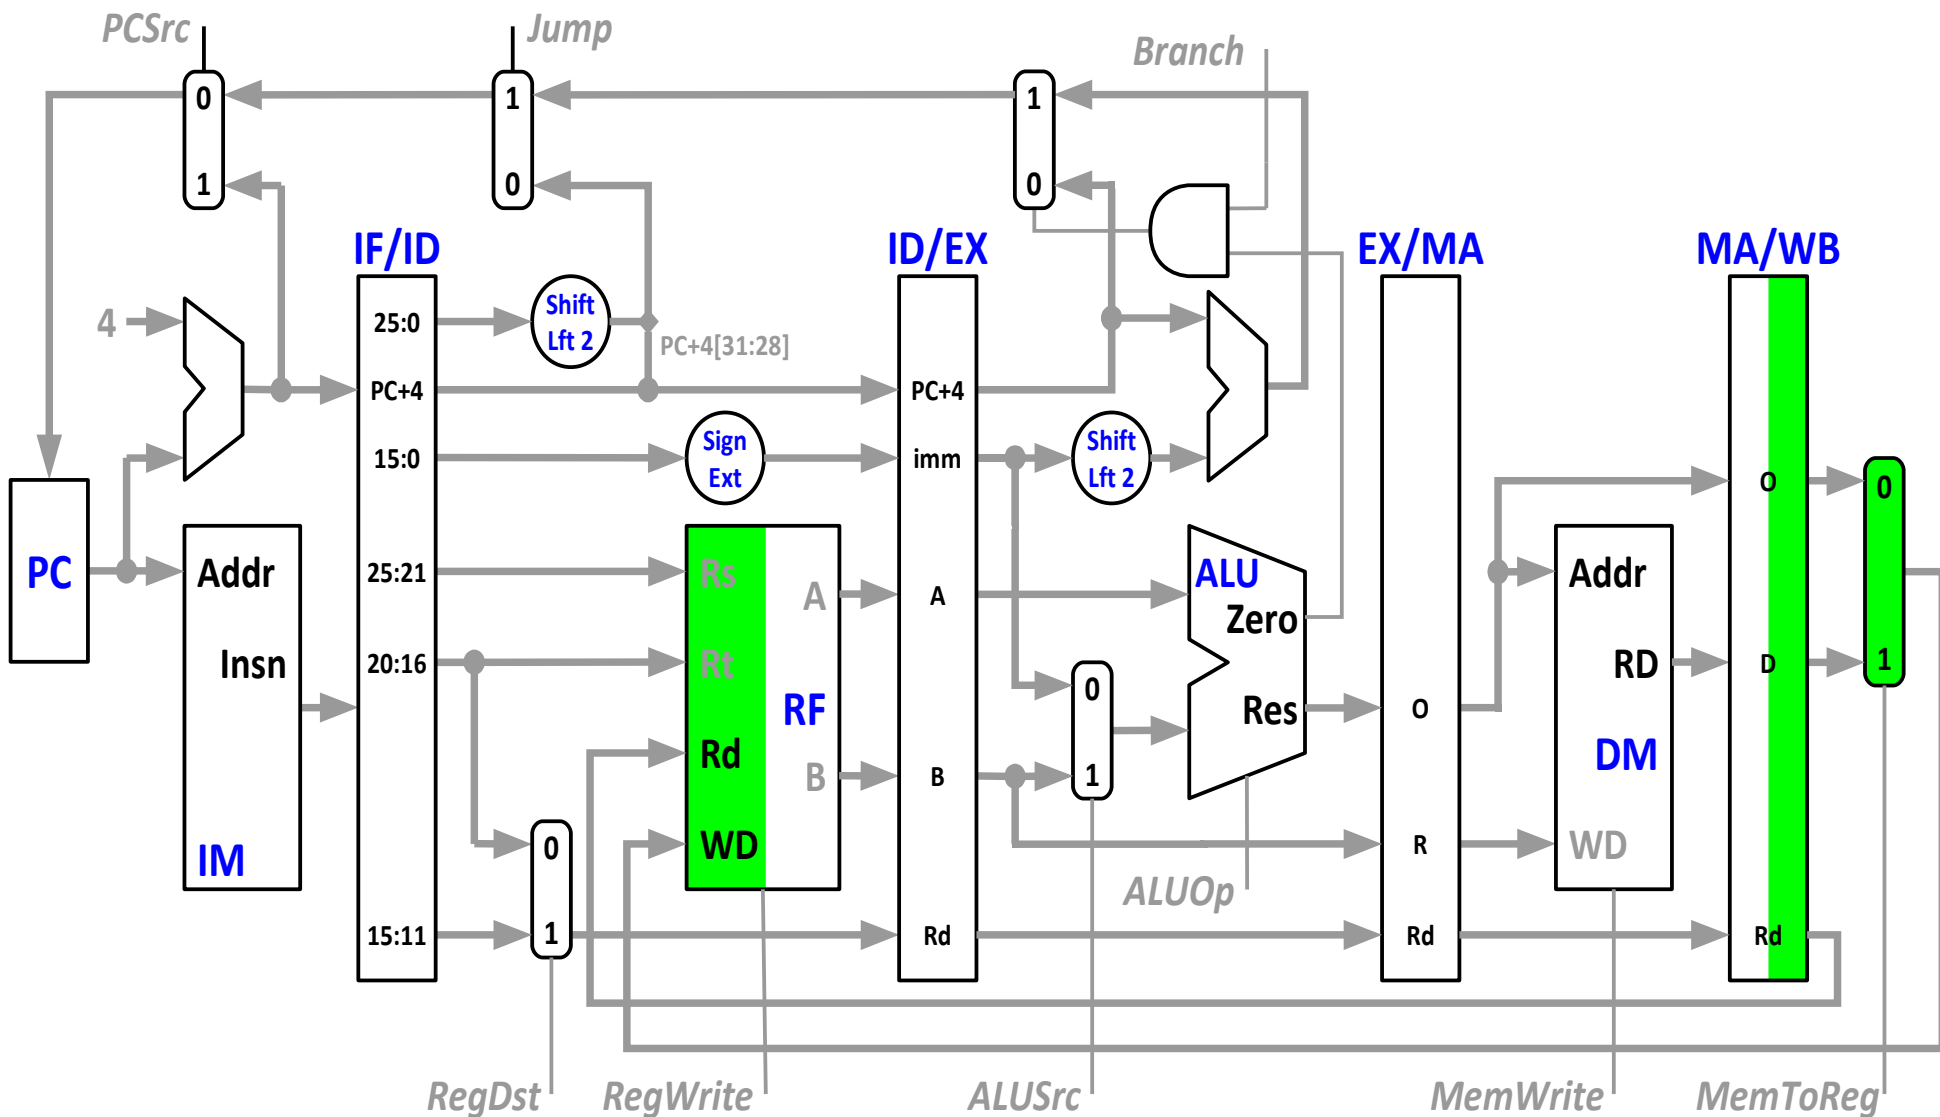 PCSrc
Jump
Branch
0
1
1
0
1
0
IF/ID
ID/EX
EX/MA
MA/WB
4
25:0
Shift
Lft 2
PC+4[31:28]
PC+4
PC+4
15:0
Sign
Ext
imm
Shift
Lft 2
O
0
PC
Addr
Insn
IM
25:21
20:16
15:11
Rs
Rt
Rd
WD
A
RF
B
A
B
Rd
0
1
0
1
ALU
Zero
Res
O
R
Rd
Addr
RD
DM
WD
D
Rd
1
ALUOp
RegDst
RegWrite
ALUSrc
MemWrite
MemToReg